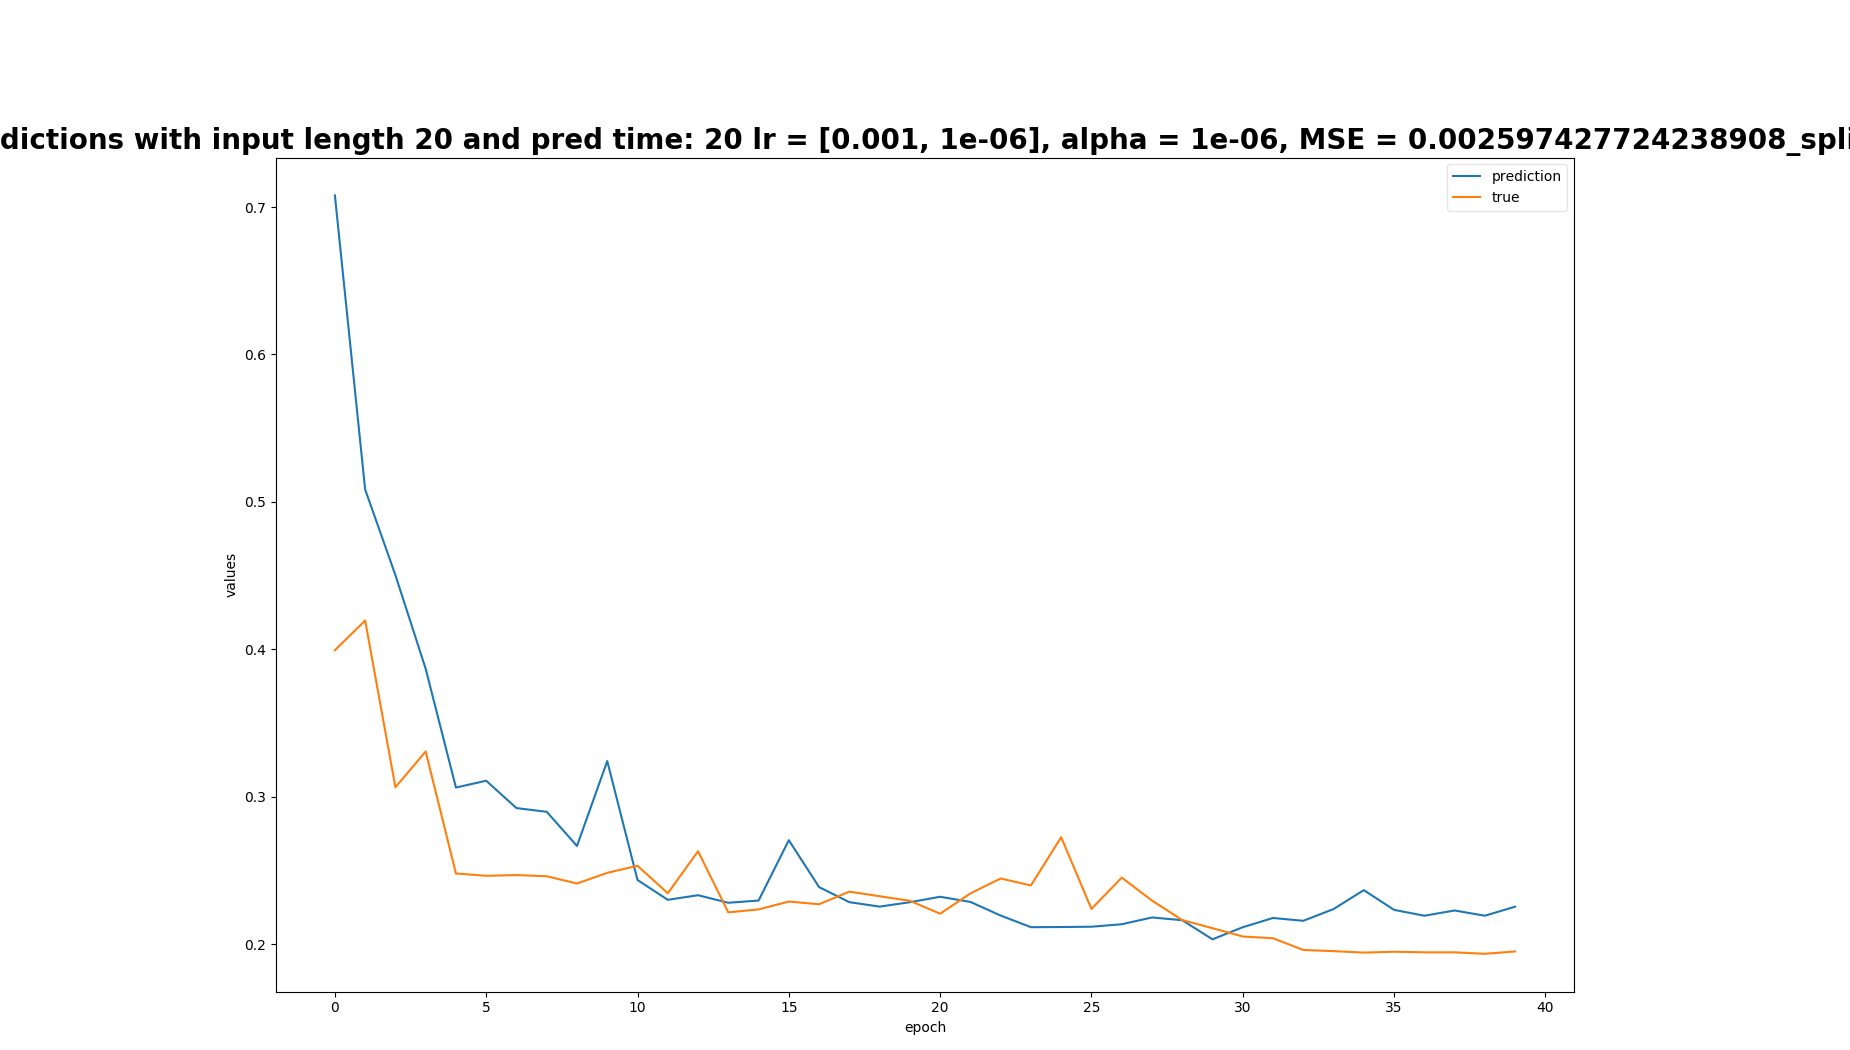 dictions with input length 20 and pred time: 20 lr = [0.001, 1e-06], alpha = 1e-06, MSE = 0.002597427724238908_spli
prediction
true
0.7
0.6
0.5
0.4
0.3
0.2
values
0 5 10 15 20 25 30 35 40
epoch